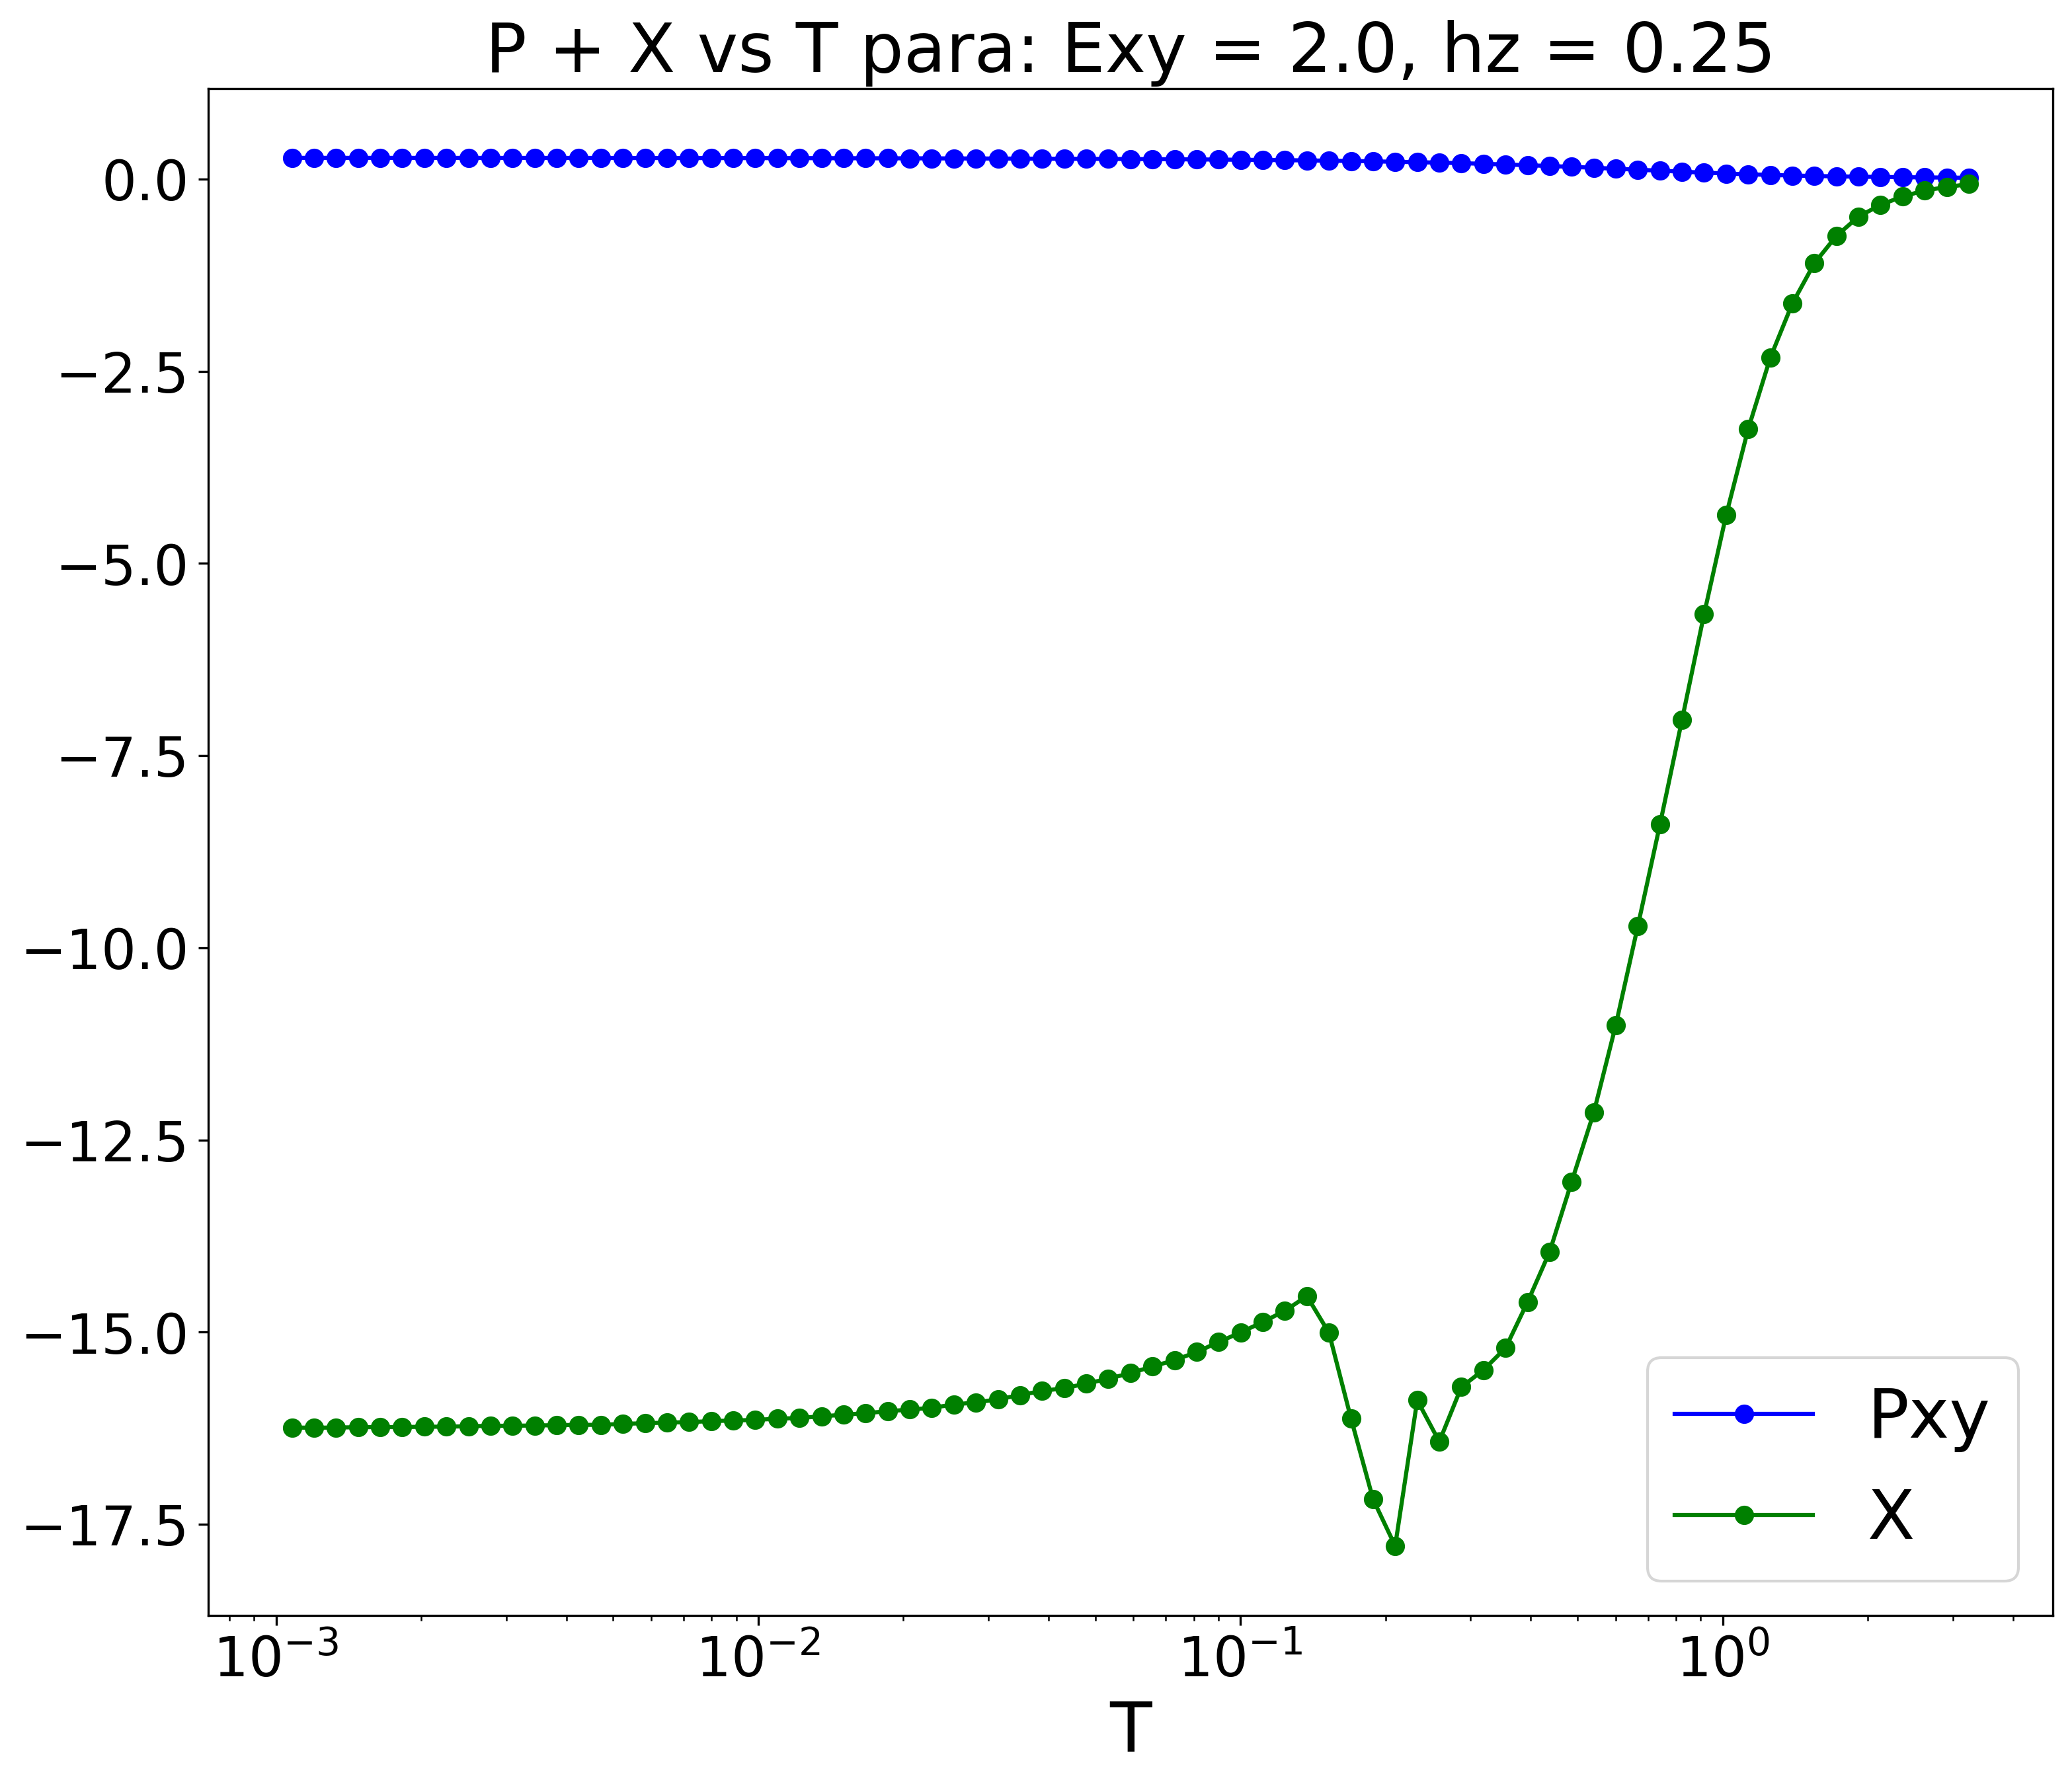 P + X vs T para: Exy = 2.0, hz = 0.25
0.0
−2.5
−5.0
−7.5
−10.0
−12.5
−15.0
−17.5
Pxy
X
10⁻³ 10⁻² 10⁻¹ 10⁰
T